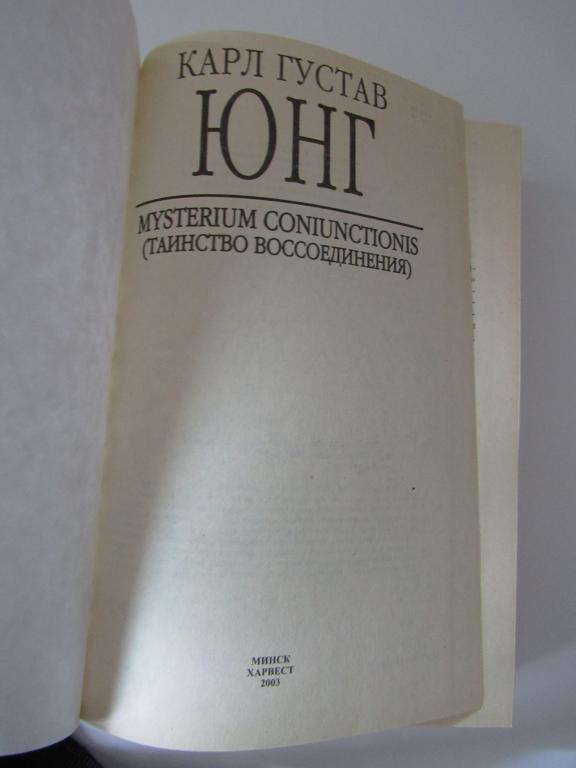 КАРЛ ГУСТАВ
ЮНГ
MYSTERIUM CONIUNCTIONIS
(ТАИНСТВО ВОССОЕДИНЕНИЯ)
МИНСК
ХАРВЕСТ
2003